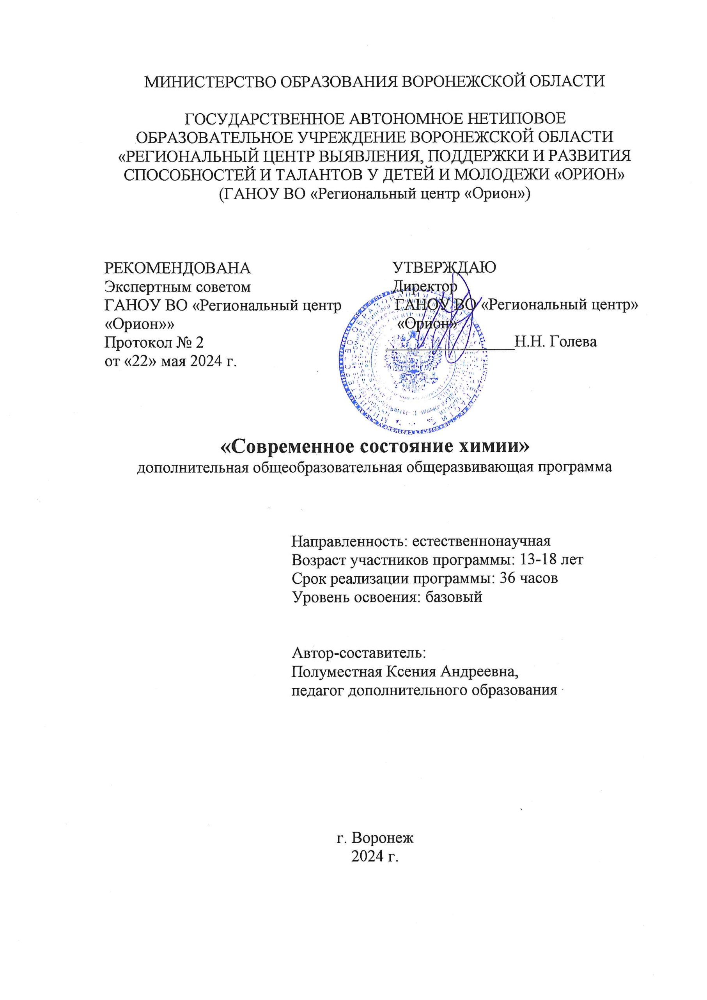 МИНИСТЕРСТВО ОБРАЗОВАНИЯ ВОРОНЕЖСКОЙ ОБЛАСТИ
ГОСУДАРСТВЕННОЕ АВТОНОМНОЕ НЕТИПОВОЕ
ОБРАЗОВАТЕЛЬНОЕ УЧРЕЖДЕНИЕ ВОРОНЕЖСКОЙ ОБЛАСТИ
«РЕГИОНАЛЬНЫЙ ЦЕНТР ВЫЯВЛЕНИЯ, ПОДДЕРЖКИ И РАЗВИТИЯ
СПОСОБНОСТЕЙ И ТАЛАНТОВ У ДЕТЕЙ И МОЛОДЕЖИ «ОРИОН»
(ГАНОУ ВО «Региональный центр «Орион»)
РЕКОМЕНДОВАНА
Экспертным советом
ГАНОУ ВО «Региональный центр
«Орион»»
Протокол № 2
от «22» мая 2024 г.
УТВЕРЖДАЮ
Директор
ГАНОУ ВО «Региональный центр»
«Орион»
Н.Н. Голева
«Современное состояние химии»
дополнительная общеобразовательная общеразвивающая программа
Направленность: естественнонаучная
Возраст участников программы: 13-18 лет
Срок реализации программы: 36 часов
Уровень освоения: базовый
Автор-составитель:
Полуместная Ксения Андреевна,
педагог дополнительного образования
г. Воронеж
2024 г.